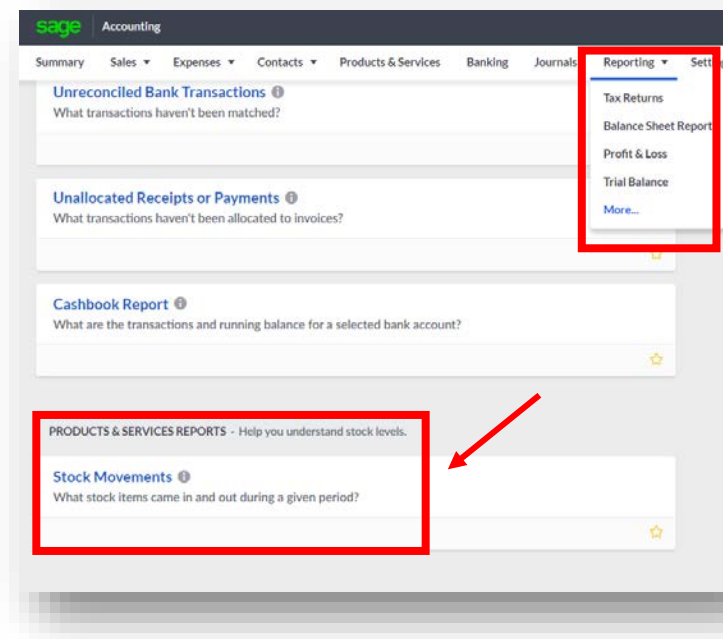 sage Accounting
Summary Sales Expenses Contacts Products & Services Banking Journals Reporting
Unreconciled Bank Transactions
What transactions haven't been matched?
Tax Returns
Balance Sheet Report
Profit & Loss
Trial Balance
More...
Unallocated Receipts or Payments
What transactions haven't been allocated to invoices?
Cashbook Report
What are the transactions and running balance for a selected bank account?
PRODUCTS & SERVICES REPORTS - Help you understand stock levels.
Stock Movements
What stock items came in and out during a given period?